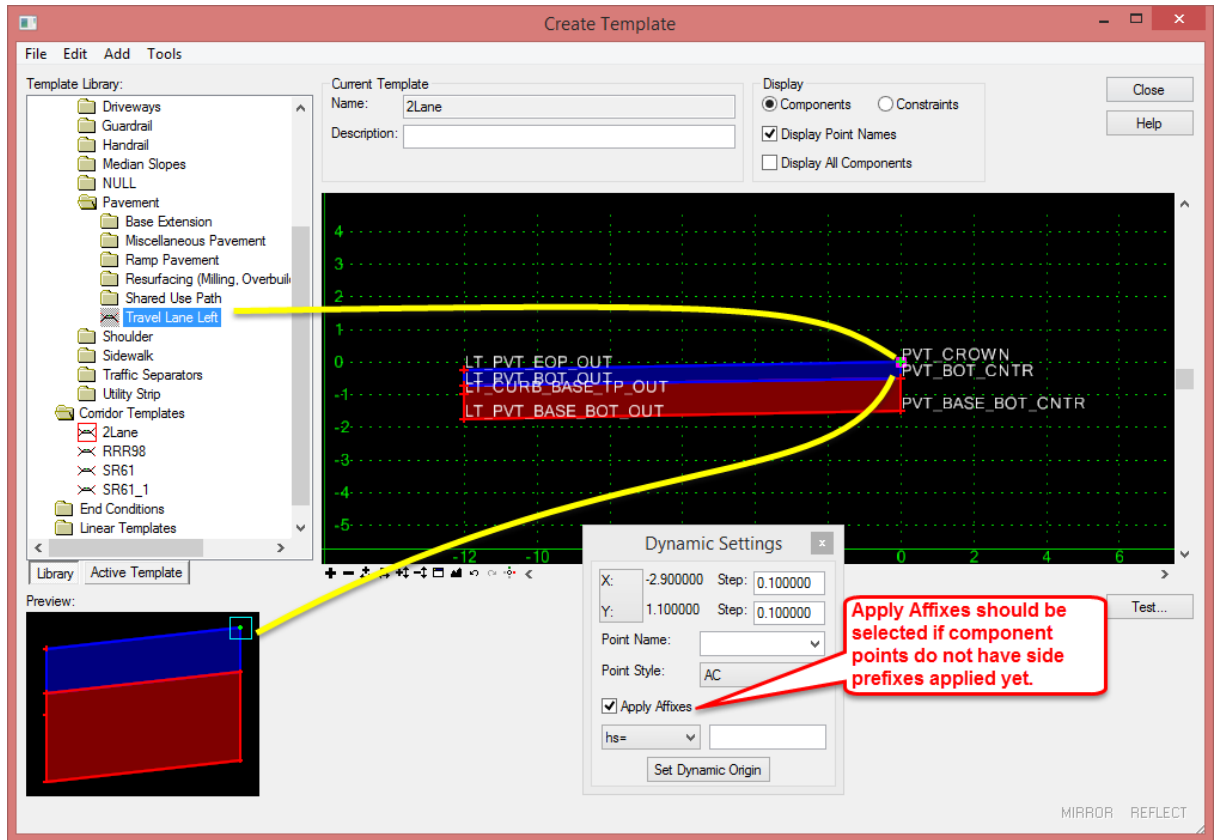 Create Template
File Edit Add Tools
Template Library:
Driveways
Guardrail
Handrail
Median Slopes
NULL
Pavement
Base Extension
Miscellaneous Pavement
Ramp Pavement
Resurfacing (Milling, Overbuil
Shared Use Path
Travel Lane Left
Shoulder
Sidewalk
Traffic Separators
Utility Strip
Corridor Templates
2Lane
RRR98
SR61
SR61_1
End Conditions
Linear Templates
Library Active Template
Preview:
Current Template
Name: 2Lane
Description:
Display
Components Constraints
Display Point Names
Display All Components
Close
Help
4
3
2
1
0
-1
-2
-3
-4
-5
-12 -10 0 2 4 6
LT_PVT_EOP_OUT
LT_PVT_BOT_OUT
LT_CURB_BASE_TP_OUT
LT_PVT_BASE_BOT_OUT
PVT_CROWN
PVT_BOT_CNTR
PVT_BASE_BOT_CNTR
Dynamic Settings
X: -2.900000 Step: 0.100000
Y: 1.100000 Step: 0.100000
Point Name:
Point Style: AC
Apply Affixes
hs=
Set Dynamic Origin
Apply Affixes should be
selected if component
points do not have side
prefixes applied yet.
Test...
MIRROR REFLECT